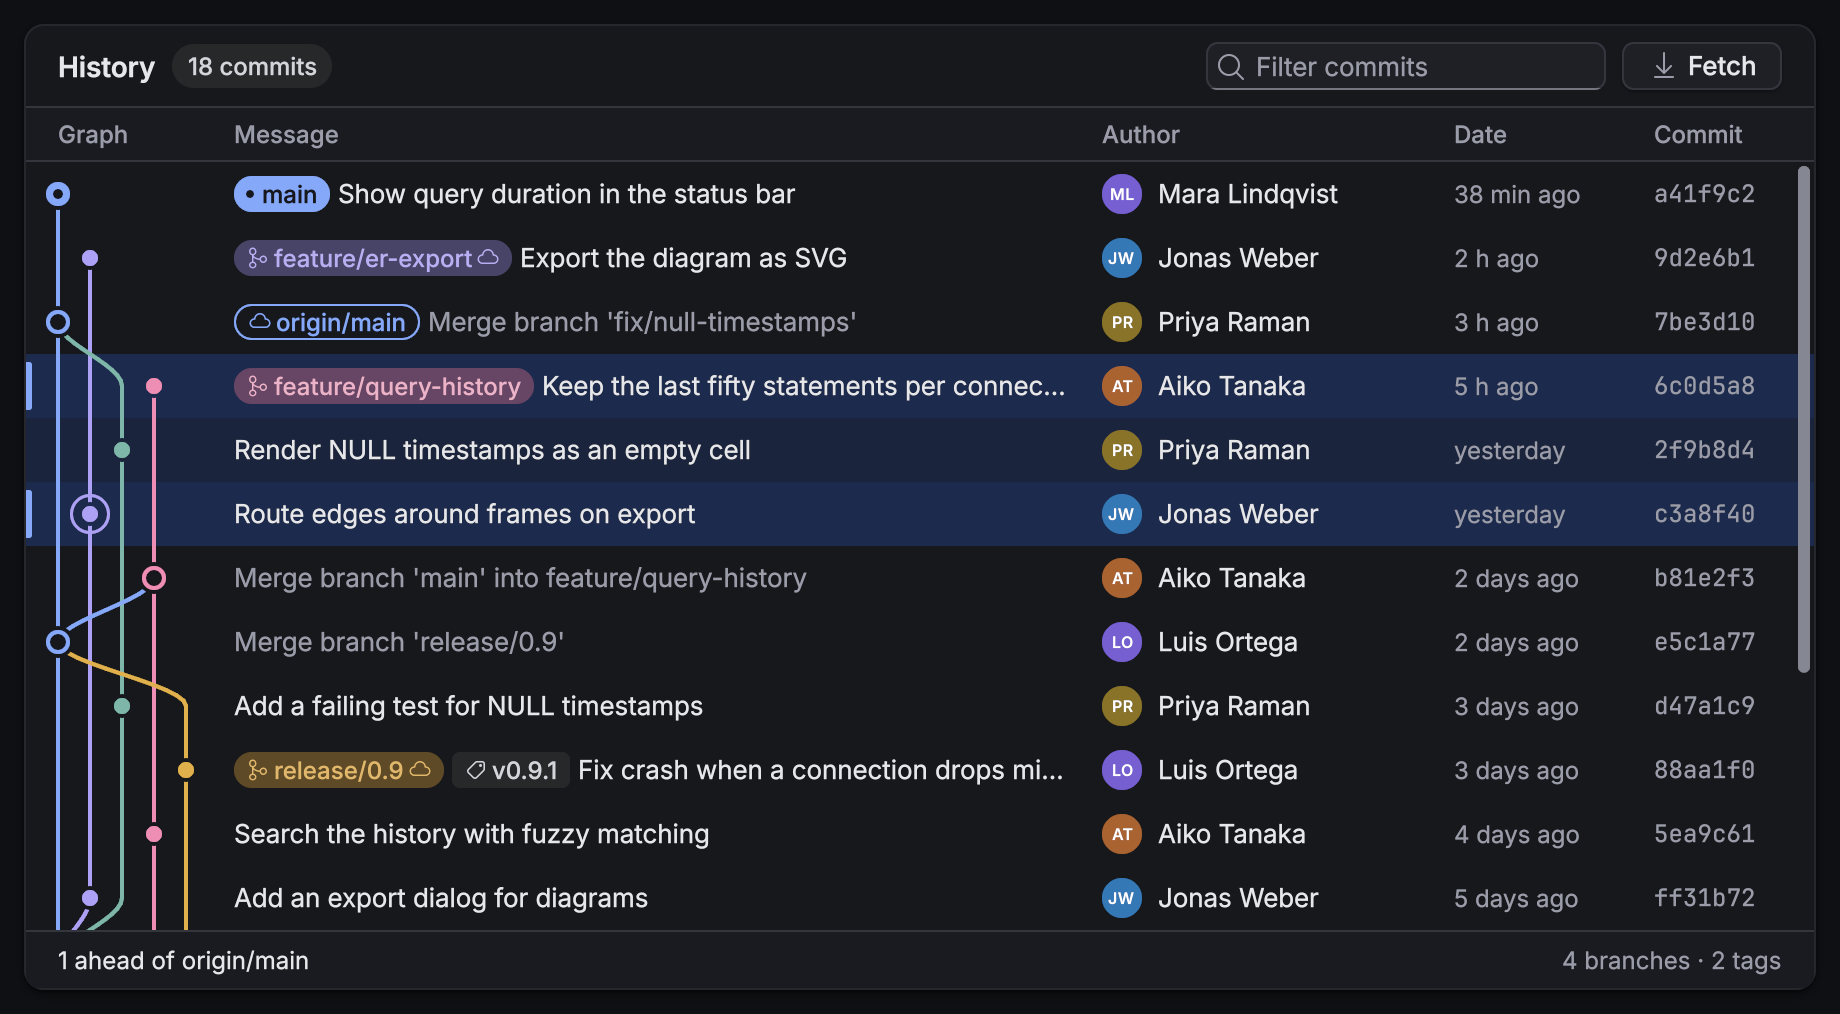 History 18 commits Filter commits Fetch
Graph Message Author Date Commit
main Show query duration in the status bar ML Mara Lindqvist 38 min ago a41f9c2
feature/er-export Export the diagram as SVG JW Jonas Weber 2 h ago 9d2e6b1
origin/main Merge branch 'fix/null-timestamps' PR Priya Raman 3 h ago 7be3d10
feature/query-history Keep the last fifty statements per connec... AT Aiko Tanaka 5 h ago 6c0d5a8
Render NULL timestamps as an empty cell PR Priya Raman yesterday 2f9b8d4
Route edges around frames on export JW Jonas Weber yesterday c3a8f40
Merge branch 'main' into feature/query-history AT Aiko Tanaka 2 days ago b81e2f3
Merge branch 'release/0.9' LO Luis Ortega 2 days ago e5c1a77
Add a failing test for NULL timestamps PR Priya Raman 3 days ago d47a1c9
release/0.9 v0.9.1 Fix crash when a connection drops mi... LO Luis Ortega 3 days ago 88aa1f0
Search the history with fuzzy matching AT Aiko Tanaka 4 days ago 5ea9c61
Add an export dialog for diagrams JW Jonas Weber 5 days ago ff31b72
1 ahead of origin/main 4 branches · 2 tags